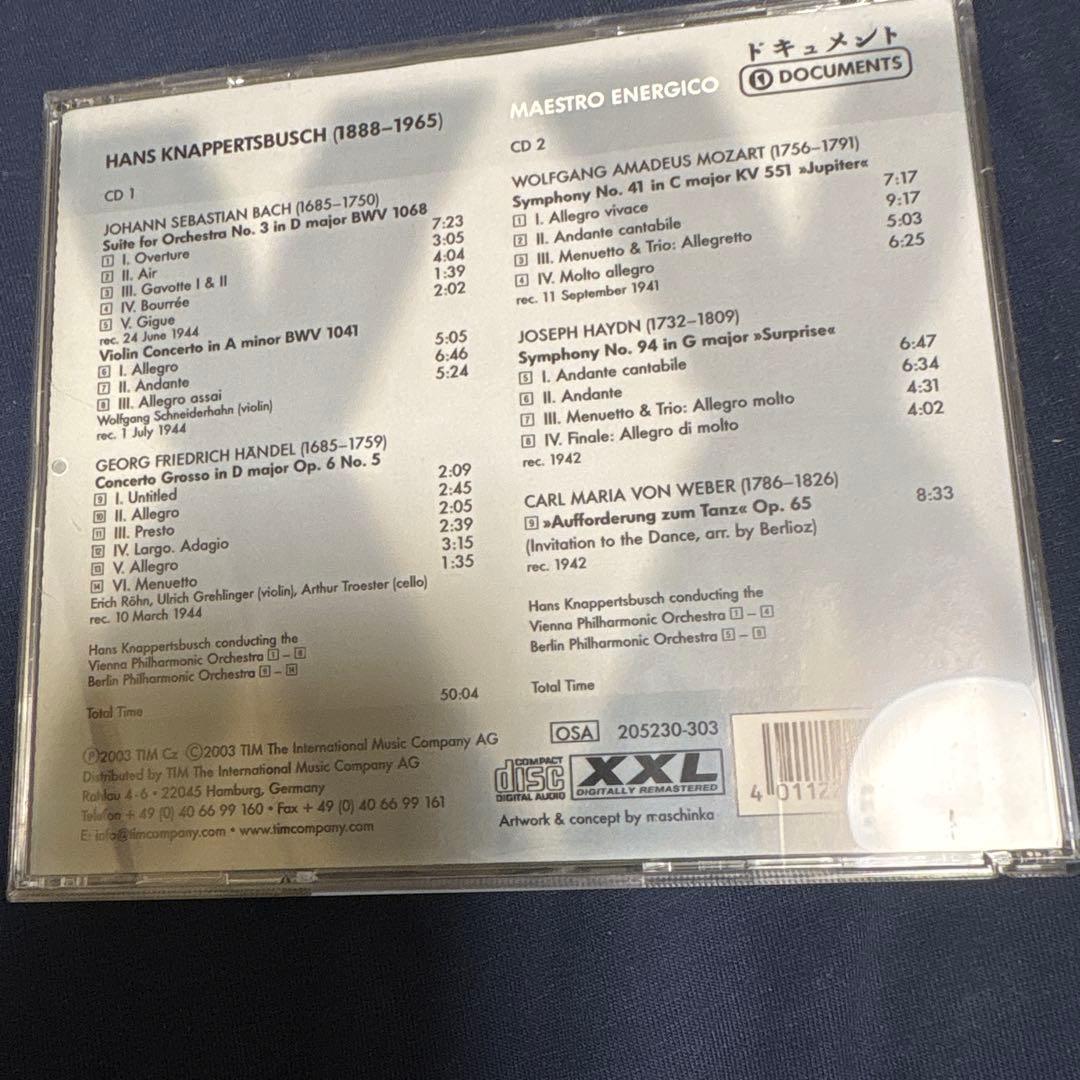 ドキュメント
DOCUMENTS
MAESTRO ENERGICO
HANS KNAPPERTSBUSCH (1888–1965)
CD 1
JOHANN SEBASTIAN BACH (1685–1750)
Suite for Orchestra No. 3 in D major BWV 1068
1 I. Overture 7:23
2 II. Air 3:05
3 III. Gavotte I & II 4:04
4 IV. Bourrée 1:39
5 V. Gigue 2:02
rec. 24 June 1944
Violin Concerto in A minor BWV 1041
6 I. Allegro 5:05
7 II. Andante 6:46
8 III. Allegro assai 5:24
Wolfgang Schneiderhahn (violin)
rec. 1 July 1944
GEORG FRIEDRICH HÄNDEL (1685–1759)
Concerto Grosso in D major Op. 6 No. 5
9 I. Untitled 2:09
10 II. Allegro 2:45
11 III. Presto 2:05
12 IV. Largo. Adagio 2:39
13 V. Allegro 3:15
14 VI. Menuetto 1:35
Erich Röhn, Ulrich Grehlinger (violin), Arthur Troester (cello)
rec. 10 March 1944
Hans Knappertsbusch conducting the
Vienna Philharmonic Orchestra 1 – 8
Berlin Philharmonic Orchestra 9 – 14
Total Time 50:04
℗2003 TIM Cz ©2003 TIM The International Music Company AG
Distributed by TIM The International Music Company AG
Rahlau 4-6 • 22045 Hamburg, Germany
Telefon + 49 (0) 40 66 99 160 • Fax + 49 (0) 40 66 99 161
E: info@timcompany.com • www.timcompany.com
CD 2
WOLFGANG AMADEUS MOZART (1756–1791)
Symphony No. 41 in C major KV 551 »Jupiter«
1 I. Allegro vivace 7:17
2 II. Andante cantabile 9:17
3 III. Menuetto & Trio: Allegretto 5:03
4 IV. Molto allegro 6:25
rec. 11 September 1941
JOSEPH HAYDN (1732–1809)
Symphony No. 94 in G major »Surprise«
5 I. Andante cantabile 6:47
6 II. Andante 6:34
7 III. Menuetto & Trio: Allegro molto 4:31
8 IV. Finale: Allegro di molto 4:02
rec. 1942
CARL MARIA VON WEBER (1786–1826)
9 »Aufforderung zum Tanz« Op. 65 8:33
(Invitation to the Dance, arr. by Berlioz)
rec. 1942
Hans Knappertsbusch conducting the
Vienna Philharmonic Orchestra 1 – 4
Berlin Philharmonic Orchestra 5 – 9
Total Time
OSA 205230-303
COMPACT disc DIGITAL AUDIO
XXL
DIGITALLY REMASTERED
Artwork & concept by maschinka
4 01122